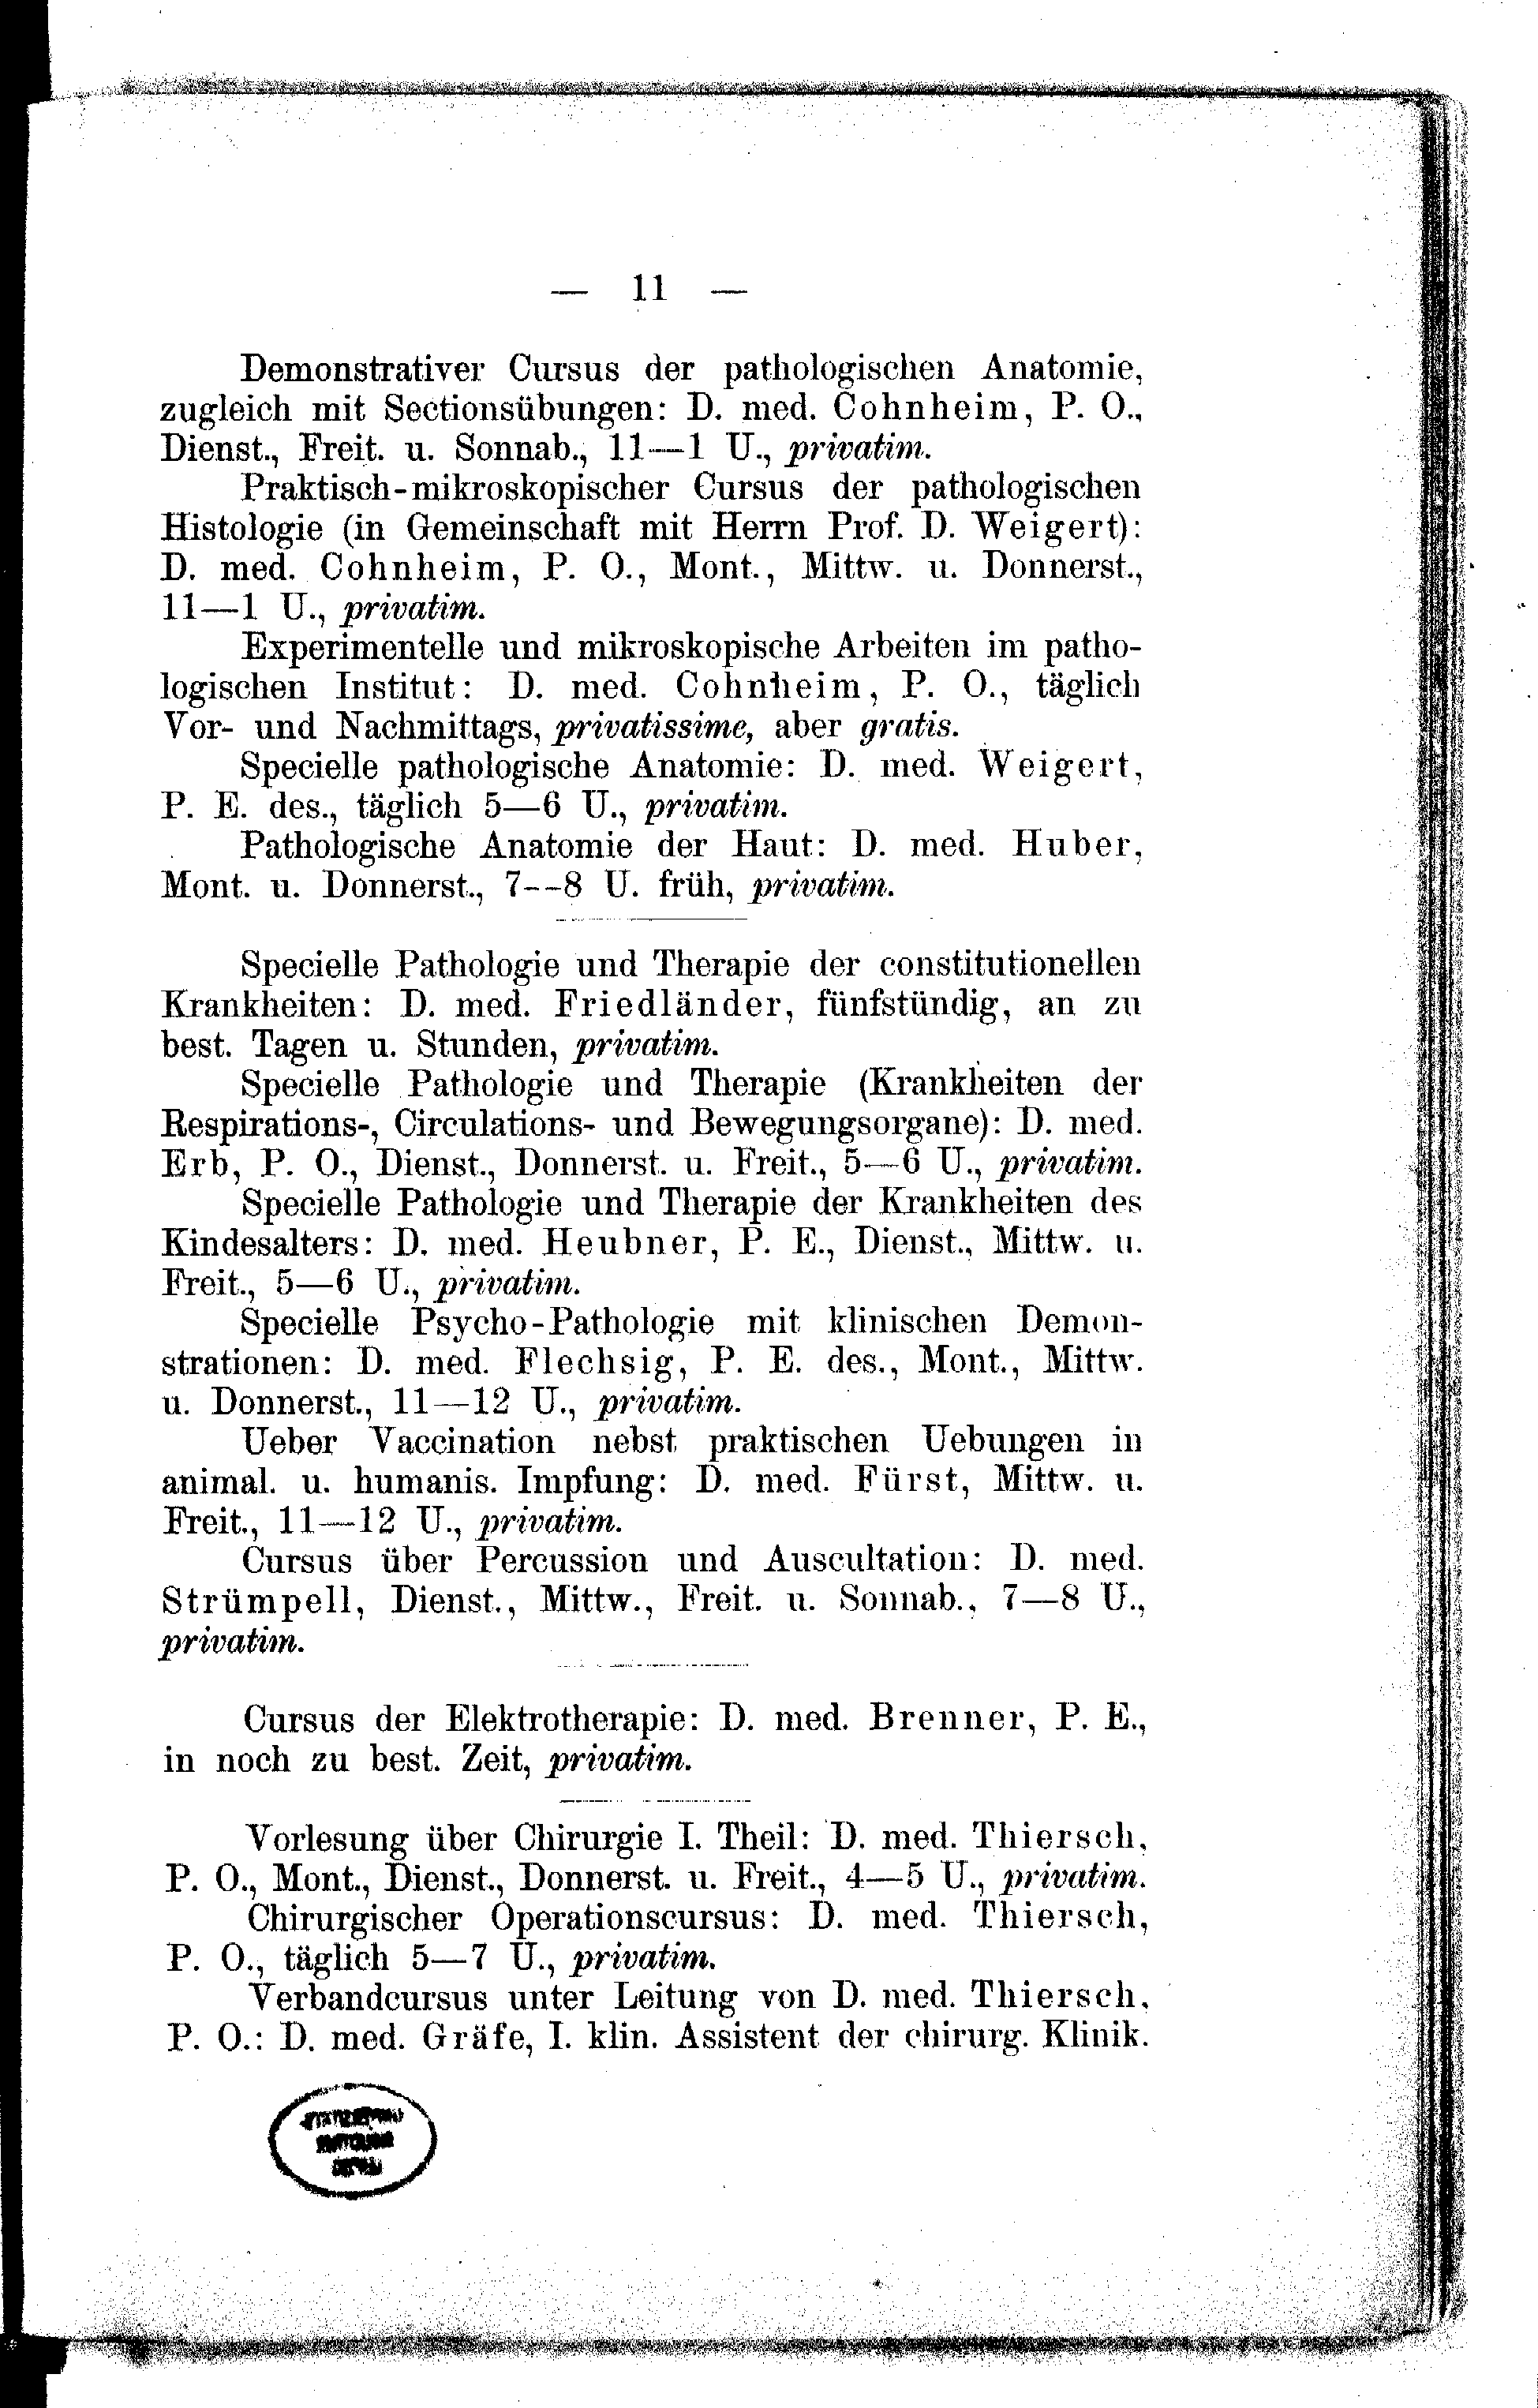 — 11 —
Demonstrativer Cursus der pathologischen Anatomie,
zugleich mit Sectionsübungen: D. med. Cohnheim, P. O.,
Dienst., Freit. u. Sonnab., 11—1 U., privatim.
Praktisch-mikroskopischer Cursus der pathologischen
Histologie (in Gemeinschaft mit Herrn Prof. D. Weigert):
D. med. Cohnheim, P. O., Mont., Mittw. u. Donnerst.,
11—1 U., privatim.
Experimentelle und mikroskopische Arbeiten im patho-
logischen Institut: D. med. Cohnheim, P. O., täglich
Vor- und Nachmittags, privatissime, aber gratis.
Specielle pathologische Anatomie: D. med. Weigert,
P. E. des., täglich 5—6 U., privatim.
Pathologische Anatomie der Haut: D. med. Huber,
Mont. u. Donnerst., 7--8 U. früh, privatim.
Specielle Pathologie und Therapie der constitutionellen
Krankheiten: D. med. Friedländer, fünfstündig, an zu
best. Tagen u. Stunden, privatim.
Specielle Pathologie und Therapie (Krankheiten der
Respirations-, Circulations- und Bewegungsorgane): D. med.
Erb, P. O., Dienst., Donnerst. u. Freit., 5—6 U., privatim.
Specielle Pathologie und Therapie der Krankheiten des
Kindesalters: D. med. Heubner, P. E., Dienst., Mittw. u.
Freit., 5—6 U., privatim.
Specielle Psycho-Pathologie mit klinischen Demon-
strationen: D. med. Flechsig, P. E. des., Mont., Mittw.
u. Donnerst., 11—12 U., privatim.
Ueber Vaccination nebst praktischen Uebungen in
animal. u. humanis. Impfung: D. med. Fürst, Mittw. u.
Freit., 11—12 U., privatim.
Cursus über Percussion und Auscultation: D. med.
Strümpell, Dienst., Mittw., Freit. u. Sonnab., 7—8 U.,
privatim.
Cursus der Elektrotherapie: D. med. Brenner, P. E.,
in noch zu best. Zeit, privatim.
Vorlesung über Chirurgie I. Theil: D. med. Thiersch,
P. O., Mont., Dienst., Donnerst. u. Freit., 4—5 U., privatim.
Chirurgischer Operationscursus: D. med. Thiersch,
P. O., täglich 5—7 U., privatim.
Verbandcursus unter Leitung von D. med. Thiersch,
P. O.: D. med. Gräfe, I. klin. Assistent der chirurg. Klinik.